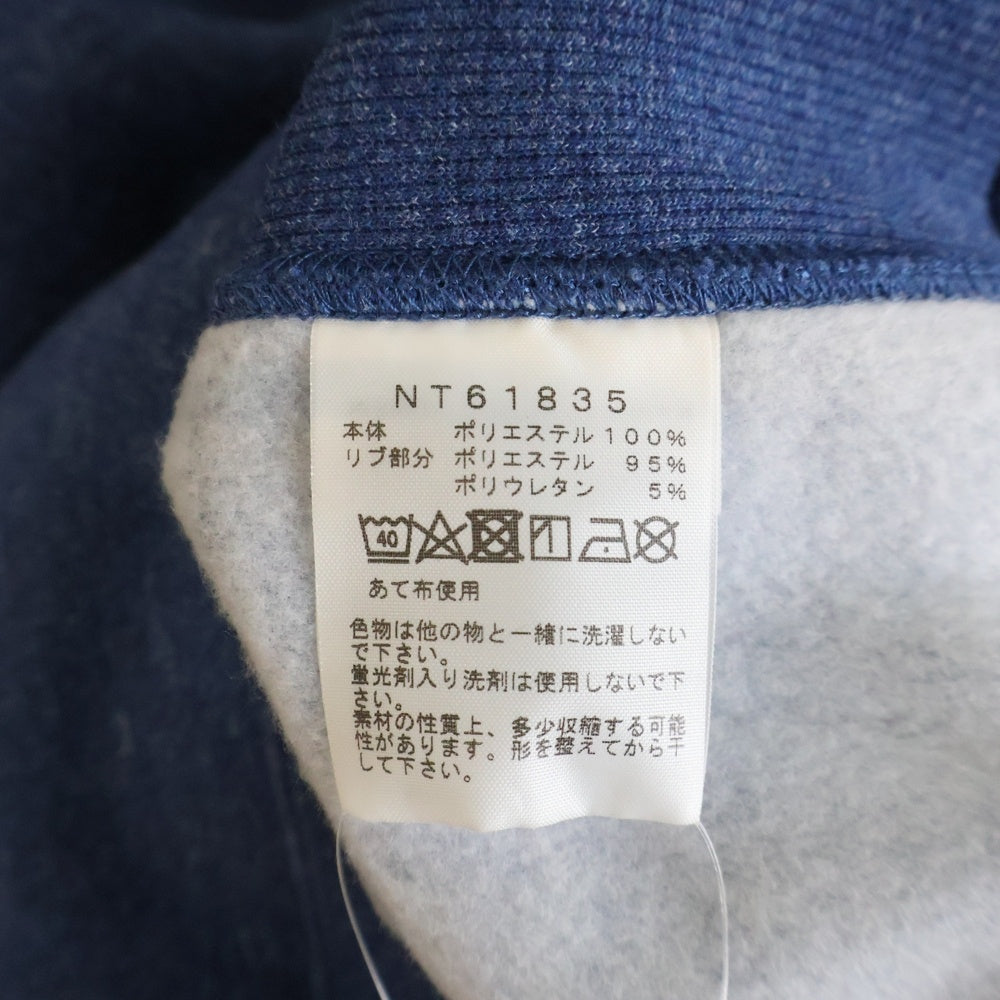 NT61835
本体 ポリエステル 100%
リブ部分 ポリエステル 95%
ポリウレタン 5%
40
あて布使用
色物は他の物と一緒に洗濯しない
で下さい。
蛍光剤入り洗剤は使用しないで下
さい。
素材の性質上、多少収縮する可能
性があります。形を整えてから干
して下さい。